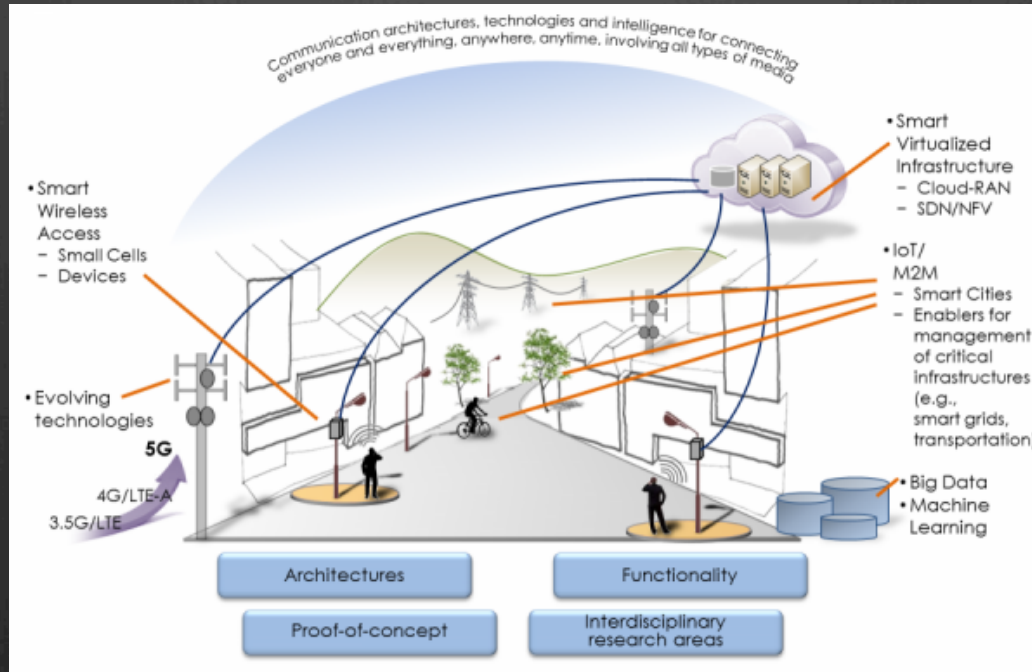 Communication architectures, technologies and intelligence for connecting
everyone and everything, anywhere, anytime, involving all types of media
• Smart
Wireless
Access
– Small Cells
– Devices
• Evolving
technologies
5G
4G/LTE-A
3.5G/LTE
• Smart
Virtualized
Infrastructure
– Cloud-RAN
– SDN/NFV
• IoT/
M2M
– Smart Cities
– Enablers for
management
of critical
infrastructures
(e.g.,
smart grids,
transportation)
• Big Data
• Machine
Learning
Architectures
Functionality
Proof-of-concept
Interdisciplinary
research areas